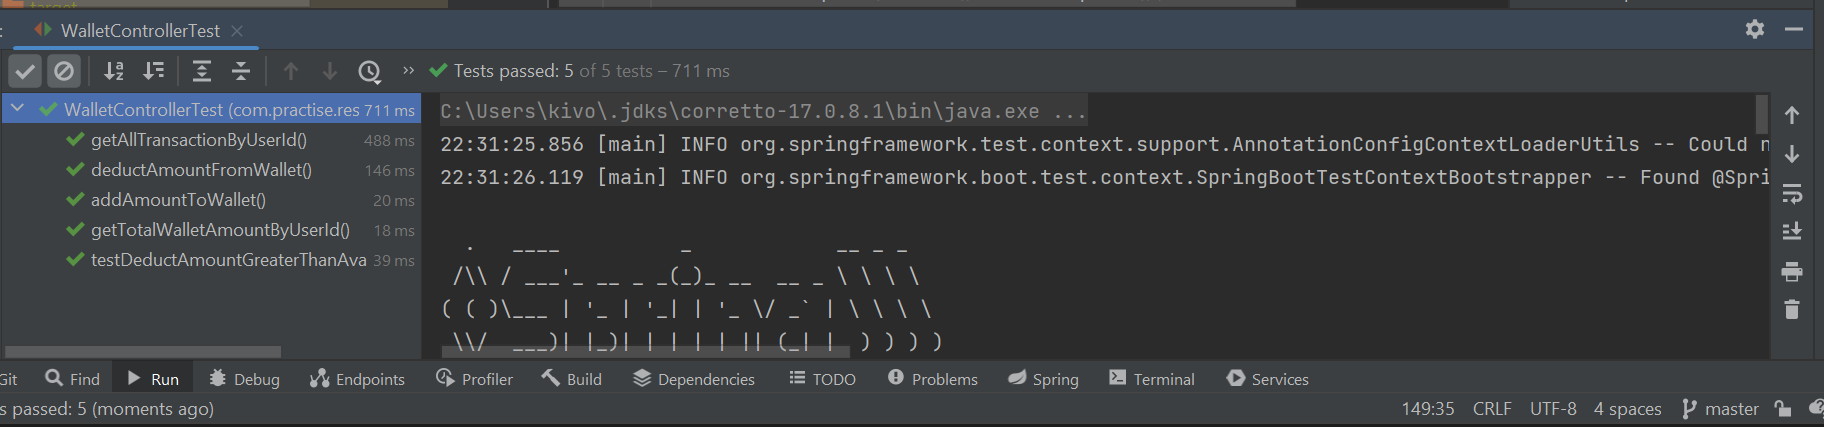 target
WalletControllerTest
Tests passed: 5 of 5 tests – 711 ms
WalletControllerTest (com.practise.res 711 ms
getAllTransactionByUserId() 488 ms
deductAmountFromWallet() 146 ms
addAmountToWallet() 20 ms
getTotalWalletAmountByUserId() 18 ms
testDeductAmountGreaterThanAva 39 ms
C:\Users\kivo\.jdks\corretto-17.0.8.1\bin\java.exe ...
22:31:25.856 [main] INFO org.springframework.test.context.support.AnnotationConfigContextLoaderUtils -- Could n
22:31:26.119 [main] INFO org.springframework.boot.test.context.SpringBootTestContextBootstrapper -- Found @Spri
  .   ____          _            __ _ _
 /\\ / ___'_ __ _ _(_)_ __  __ _ \ \ \ \
( ( )\___ | '_ | '_| | '_ \/ _` | \ \ \ \
 \\/  ___)| |_)| | | | | || (_| |  ) ) ) )
Git Find Run Debug Endpoints Profiler Build Dependencies TODO Problems Spring Terminal Services
s passed: 5 (moments ago) 149:35 CRLF UTF-8 4 spaces master